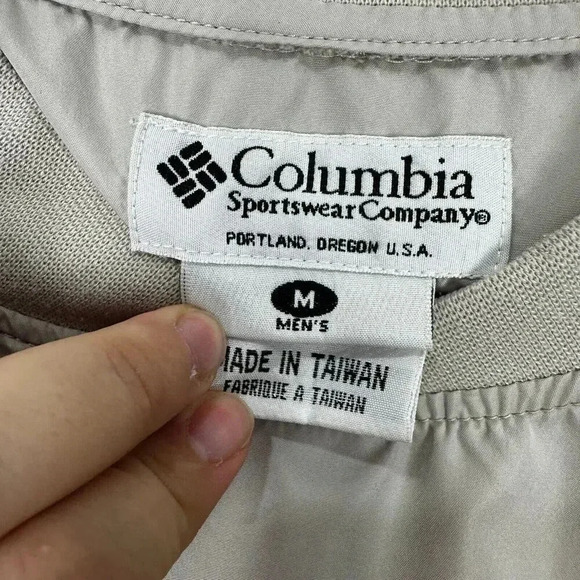 Columbia
Sportswear Company®
PORTLAND, OREGON U.S.A.
M
MEN'S
MADE IN TAIWAN
FABRIQUE A TAIWAN